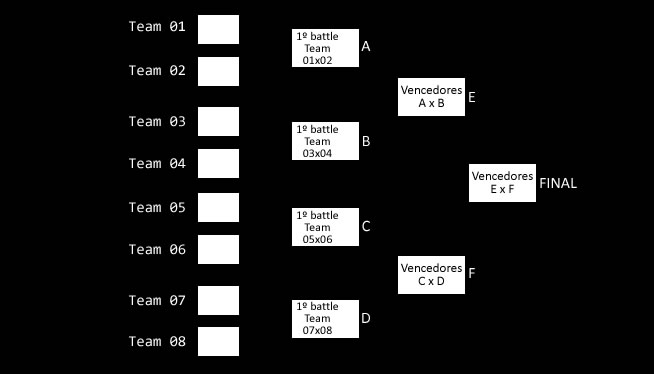 Team 01
Team 02
Team 03
Team 04
Team 05
Team 06
Team 07
Team 08
1º battle
Team
01x02
A
1º battle
Team
03x04
B
1º battle
Team
05x06
C
1º battle
Team
07x08
D
Vencedores
A x B
E
Vencedores
C x D
F
Vencedores
E x F
FINAL